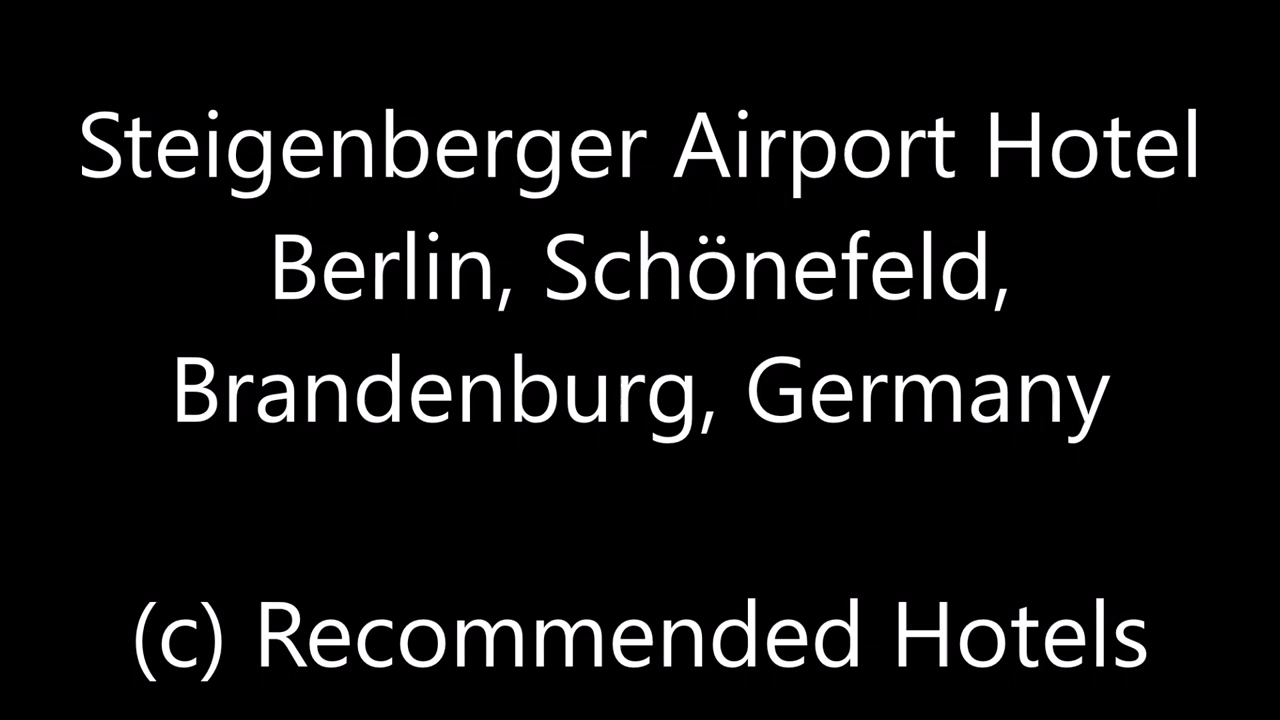 Steigenberger Airport Hotel
Berlin, Schönefeld,
Brandenburg, Germany
(c) Recommended Hotels